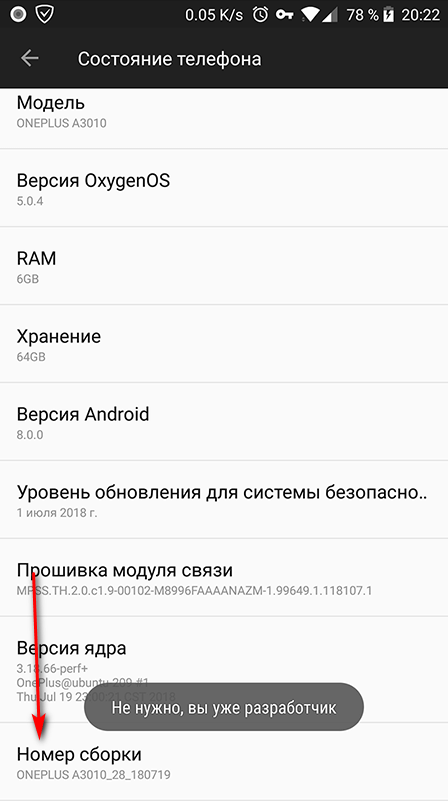 0.05 K/s 78 % 20:22
Состояние телефона
Модель
ONEPLUS A3010
Версия OxygenOS
5.0.4
RAM
6GB
Хранение
64GB
Версия Android
8.0.0
Уровень обновления для системы безопасно..
1 июля 2018 г.
Прошивка модуля связи
MPSS.TH.2.0.c1.9-00102-M8996FAAAANAZM-1.99649.1.118107.1
Версия ядра
3.18.66-perf+
OnePlus@ubuntu-209 #1
Thu Jul 19 23:00:21 CST 2018
Не нужно, вы уже разработчик
Номер сборки
ONEPLUS A3010_28_180719